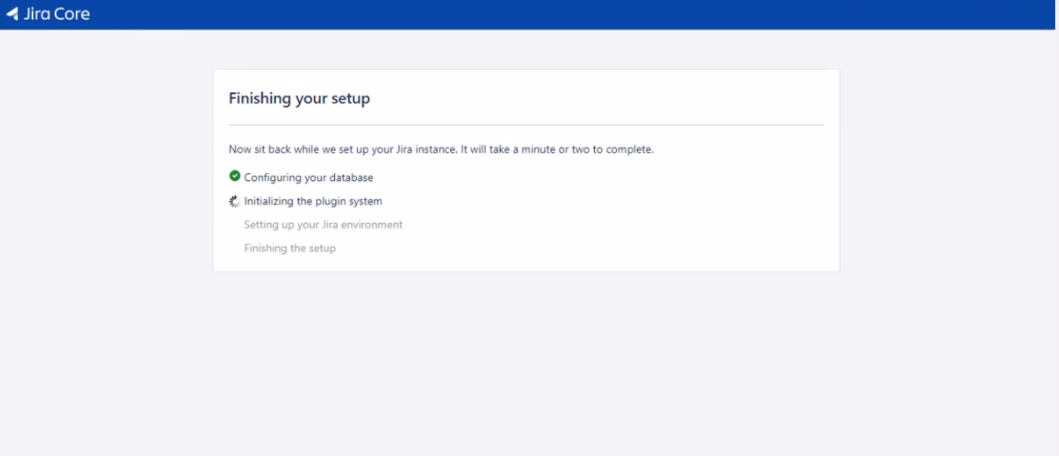 Jira Core
Finishing your setup
Now sit back while we set up your Jira instance. It will take a minute or two to complete.
Configuring your database
Initializing the plugin system
Setting up your Jira environment
Finishing the setup